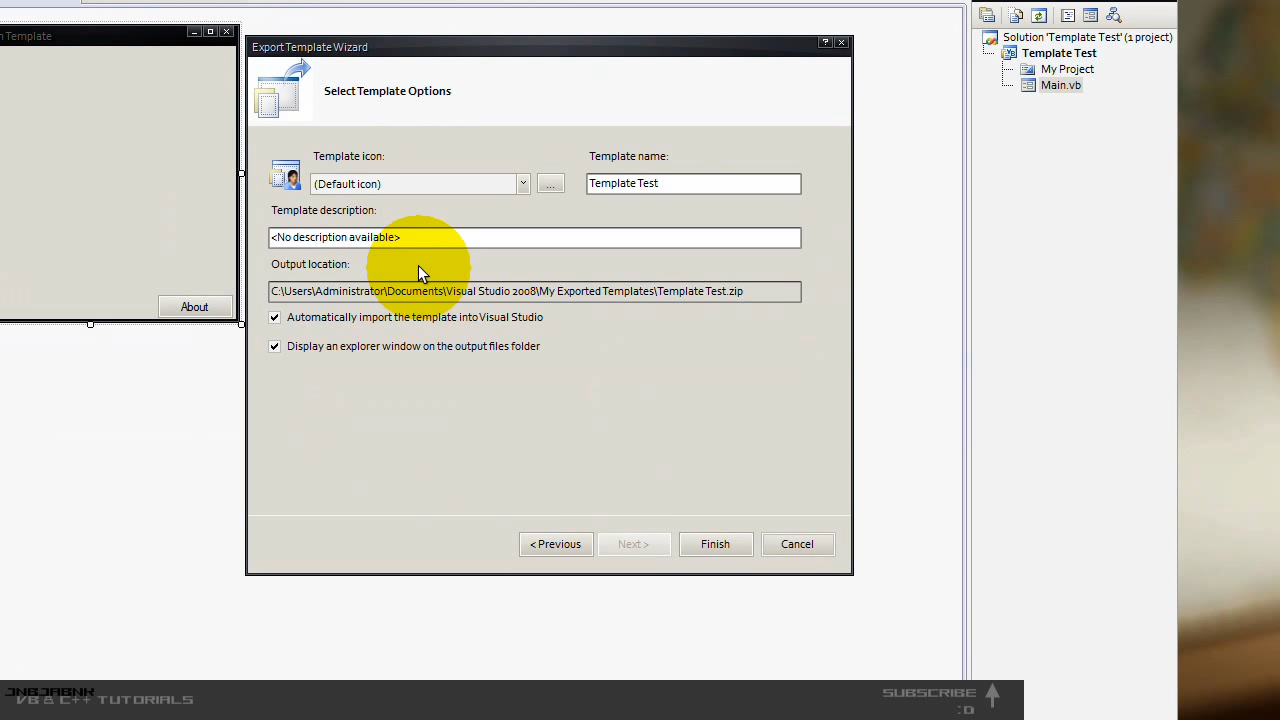 n Template
About
Export Template Wizard
Select Template Options
Template icon:
Template name:
(Default icon)
...
Template Test
Template description:
<No description available>
Output location:
C:\Users\Administrator\Documents\Visual Studio 2008\My Exported Templates\Template Test.zip
Automatically import the template into Visual Studio
Display an explorer window on the output files folder
< Previous
Next >
Finish
Cancel
Solution 'Template Test' (1 project)
Template Test
My Project
Main.vb
JNBJABNK
VB & C++ TUTORIALS
SUBSCRIBE
:D